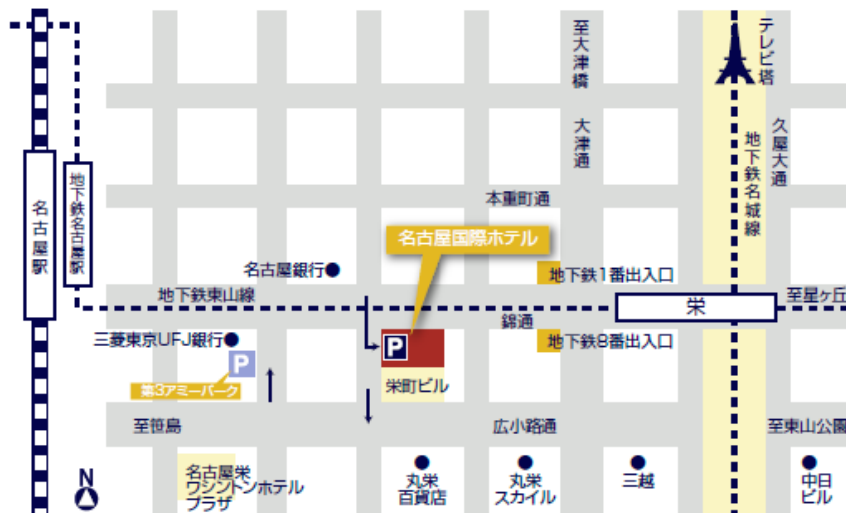 至大津橋
テレビ塔
大津通
久屋大通
地下鉄名城線
名古屋駅
地下鉄名古屋駅
本重町通
名古屋国際ホテル
名古屋銀行
地下鉄1番出入口
地下鉄東山線
栄
至星ヶ丘
錦通
三菱東京UFJ銀行
P
地下鉄8番出入口
P
第3アミーパーク
栄町ビル
至笹島
広小路通
至東山公園
N
名古屋栄
ワシントンホテル
プラザ
丸栄
百貨店
丸栄
スカイル
三越
中日
ビル